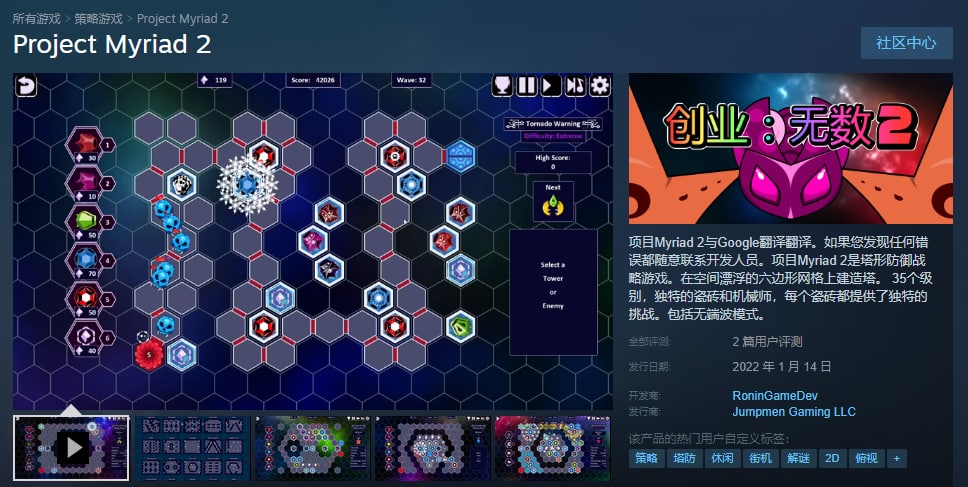 所有游戏 > 策略游戏 > Project Myriad 2
Project Myriad 2
社区中心
119
Score: 42026
Wave: 32
1
30
2
10
3
50
4
70
5
50
6
40
5
Tornado Warning
Difficulty: Extreme
High Score:
0
Next
Select a
Tower
or
Enemy
创业：无数2
项目Myriad 2与Google翻译翻译。如果您发现任何错
误都随意联系开发人员。项目Myriad 2是塔形防御战
略游戏。在空间漂浮的六边形网格上建造塔。 35个级
别，独特的瓷砖和机械师，每个瓷砖都提供了独特的
挑战。包括无端波模式。
全部评测:
2 篇用户评测
发行日期:
2022 年 1 月 14 日
开发商:
RoninGameDev
发行商:
Jumpmen Gaming LLC
该产品的热门用户自定义标签：
策略 塔防 休闲 街机 解谜 2D 俯视 +